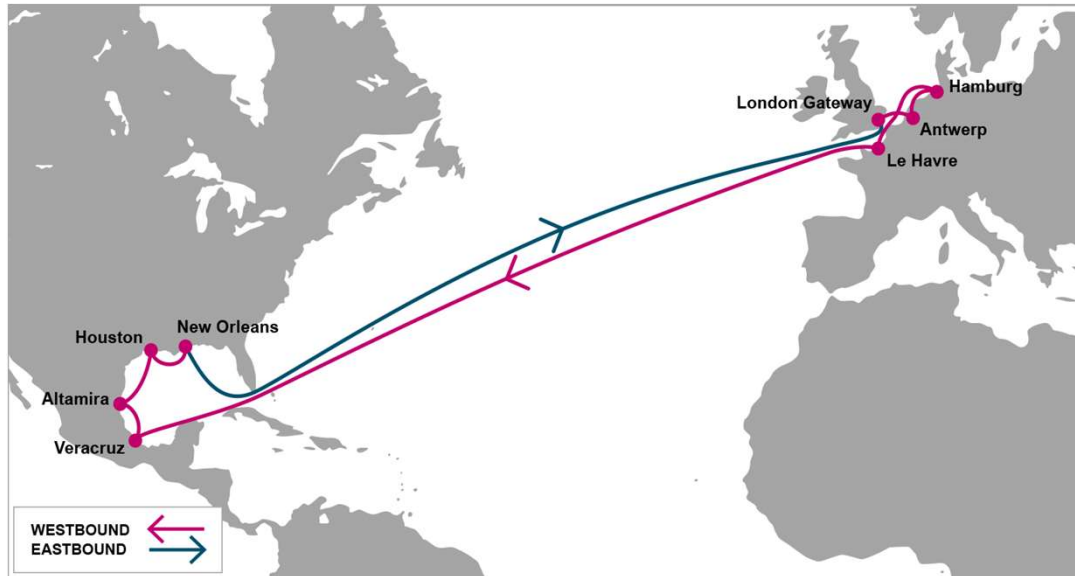 Hamburg
London Gateway
Antwerp
Le Havre
New Orleans
Houston
Altamira
Veracruz
WESTBOUND
EASTBOUND